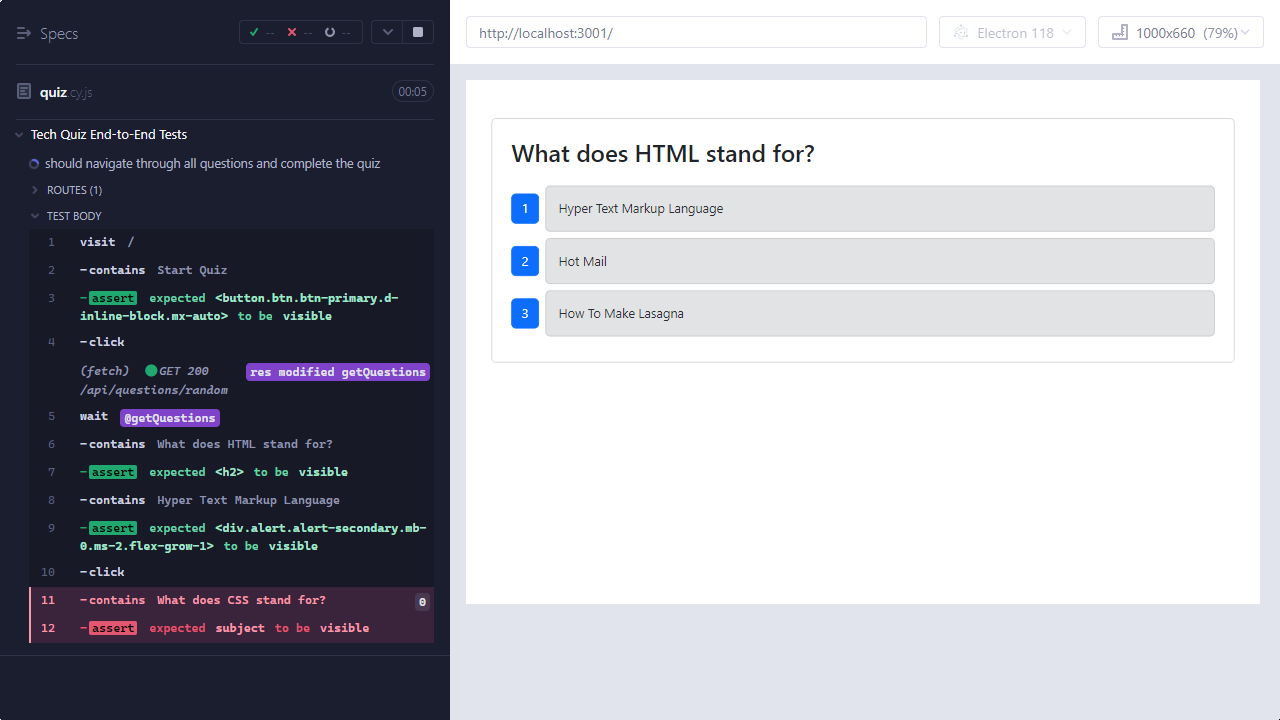 Specs
-- -- --
quiz.cy.js
00:05
Tech Quiz End-to-End Tests
should navigate through all questions and complete the quiz
ROUTES (1)
TEST BODY
1 visit /
2 -contains Start Quiz
3 -assert expected <button.btn.btn-primary.d-
inline-block.mx-auto> to be visible
4 -click
(fetch) GET 200 res modified getQuestions
/api/questions/random
5 wait @getQuestions
6 -contains What does HTML stand for?
7 -assert expected <h2> to be visible
8 -contains Hyper Text Markup Language
9 -assert expected <div.alert.alert-secondary.mb-
0.ms-2.flex-grow-1> to be visible
10 -click
11 -contains What does CSS stand for? 0
12 -assert expected subject to be visible
http://localhost:3001/
Electron 118
1000x660 (79%)
What does HTML stand for?
1 Hyper Text Markup Language
2 Hot Mail
3 How To Make Lasagna